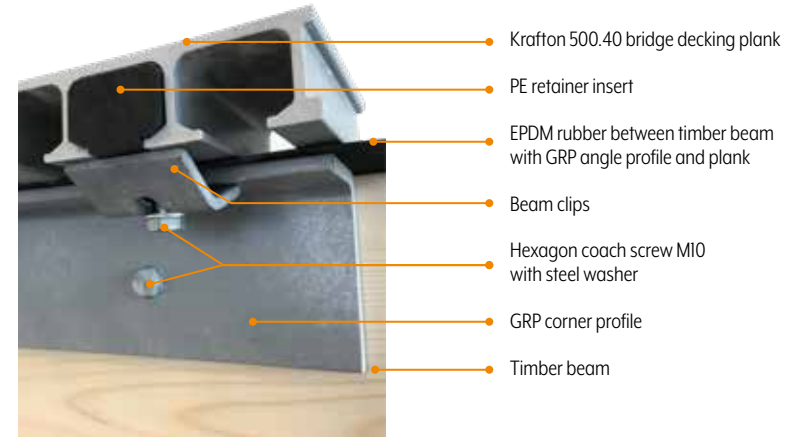 Krafton 500.40 bridge decking plank
PE retainer insert
EPDM rubber between timber beam
with GRP angle profile and plank
Beam clips
Hexagon coach screw M10
with steel washer
GRP corner profile
Timber beam